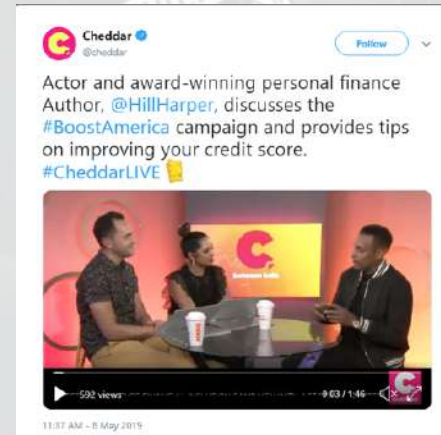 Cheddar
@cheddar
Follow
Actor and award-winning personal finance
Author, @HillHarper, discusses the
#BoostAmerica campaign and provides tips
on improving your credit score.
#CheddarLIVE
C
592 views
0:03 / 1:46
C
11:37 AM - 8 May 2019